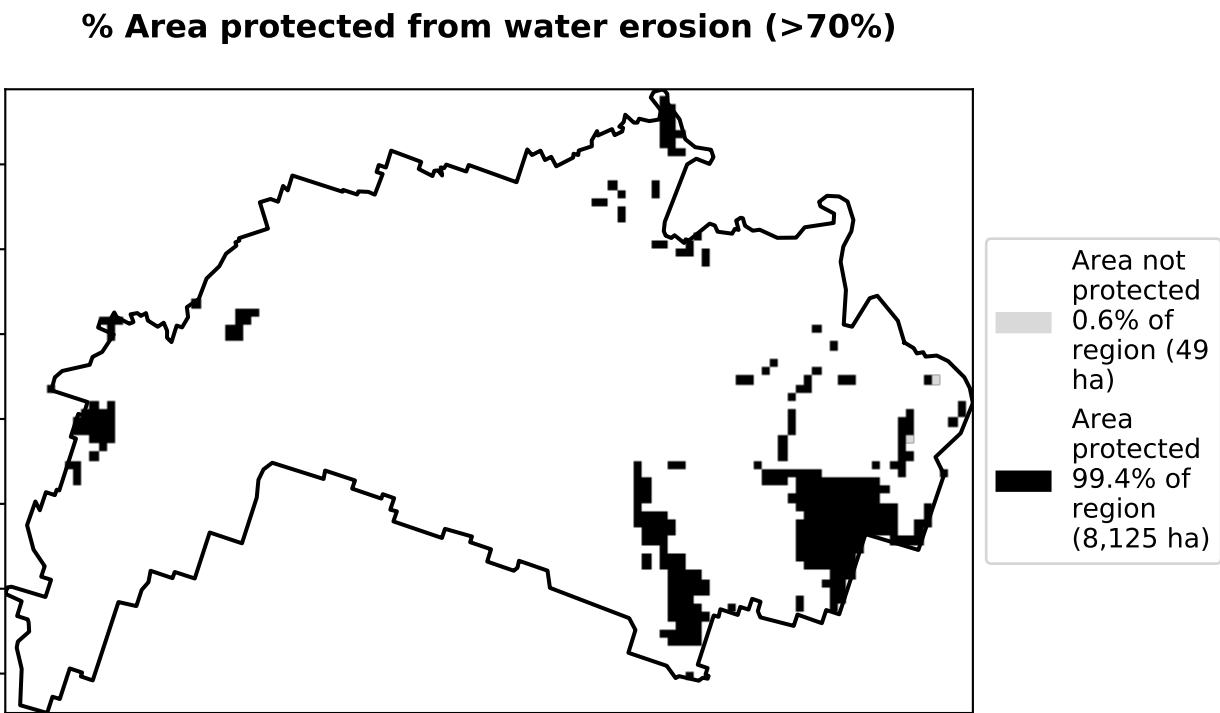 % Area protected from water erosion (>70%)
Area not
protected
0.6% of
region (49
ha)
Area
protected
99.4% of
region
(8,125 ha)